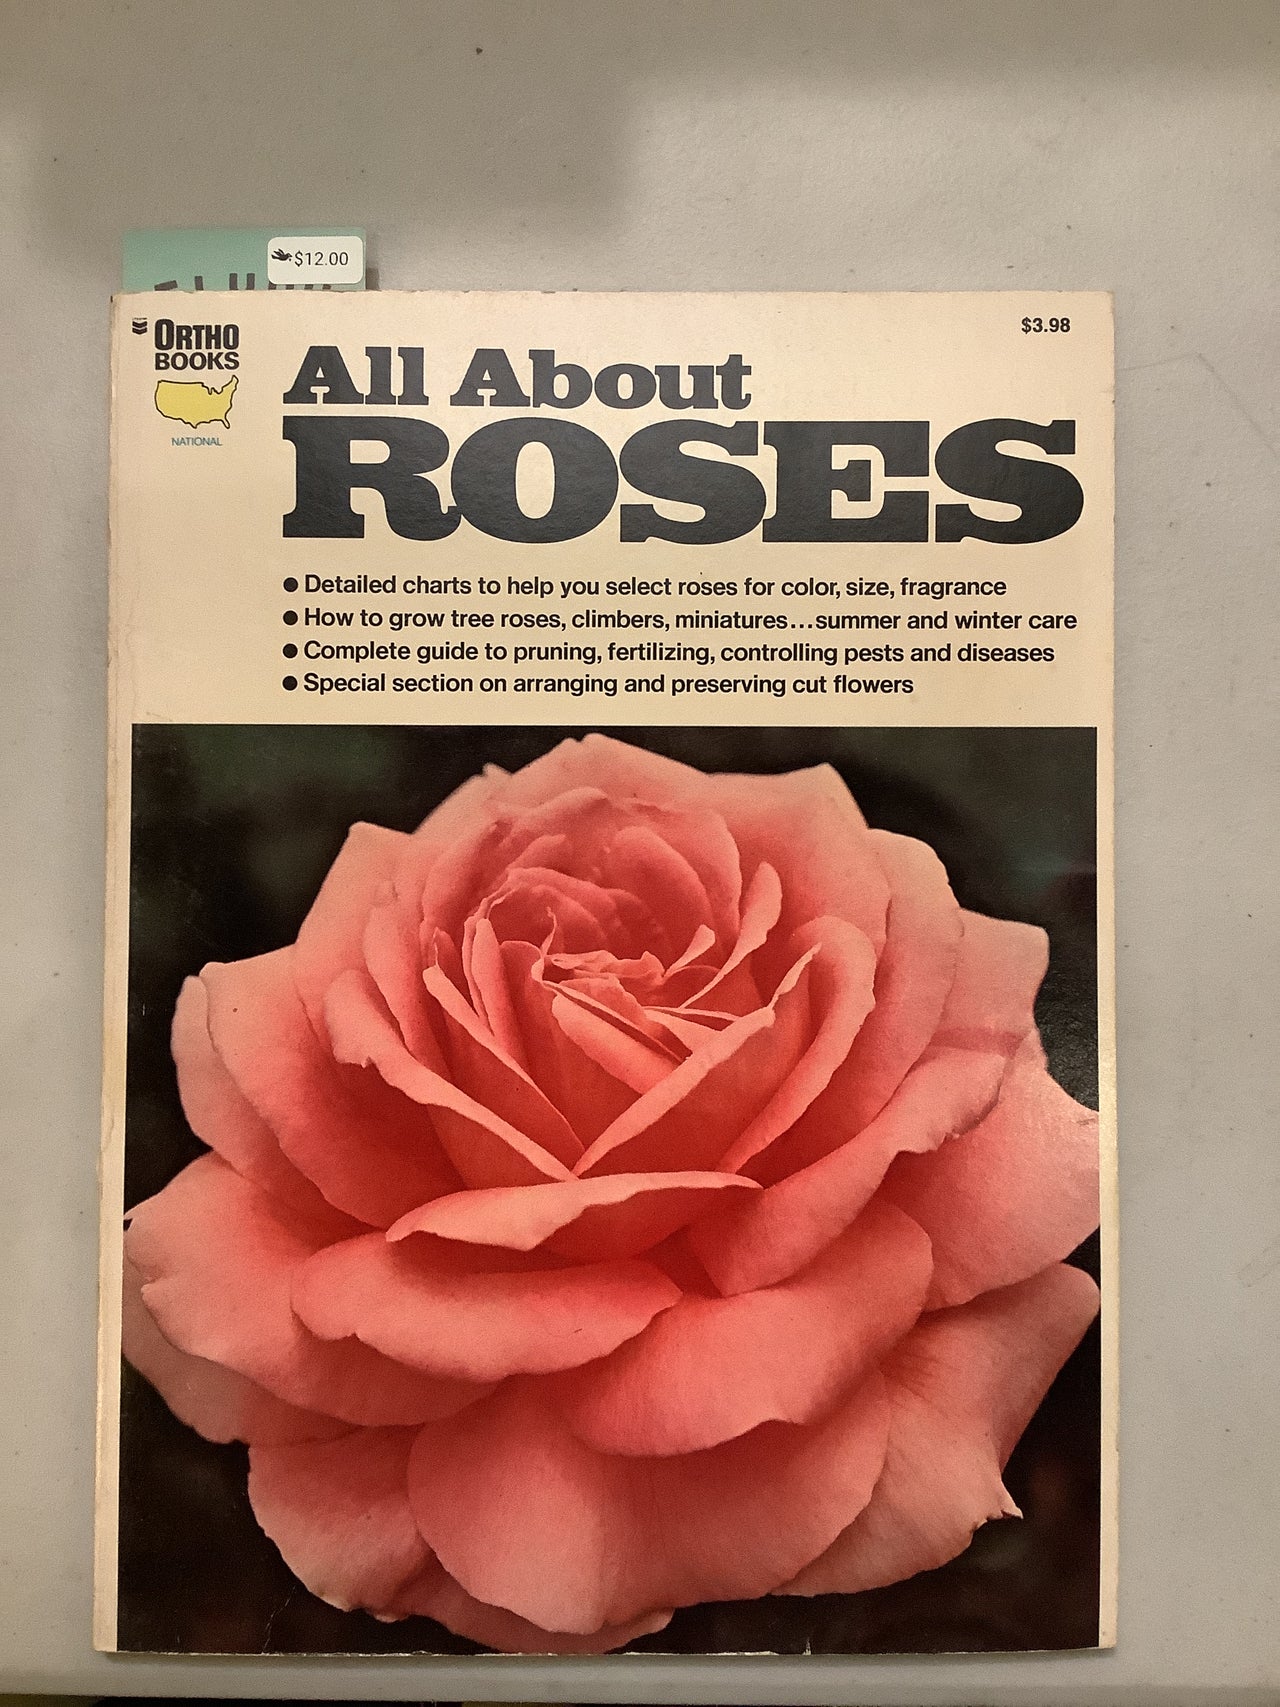 $12.00
ORTHO
BOOKS
NATIONAL
$3.98
All About
ROSES
● Detailed charts to help you select roses for color, size, fragrance
● How to grow tree roses, climbers, miniatures...summer and winter care
● Complete guide to pruning, fertilizing, controlling pests and diseases
● Special section on arranging and preserving cut flowers